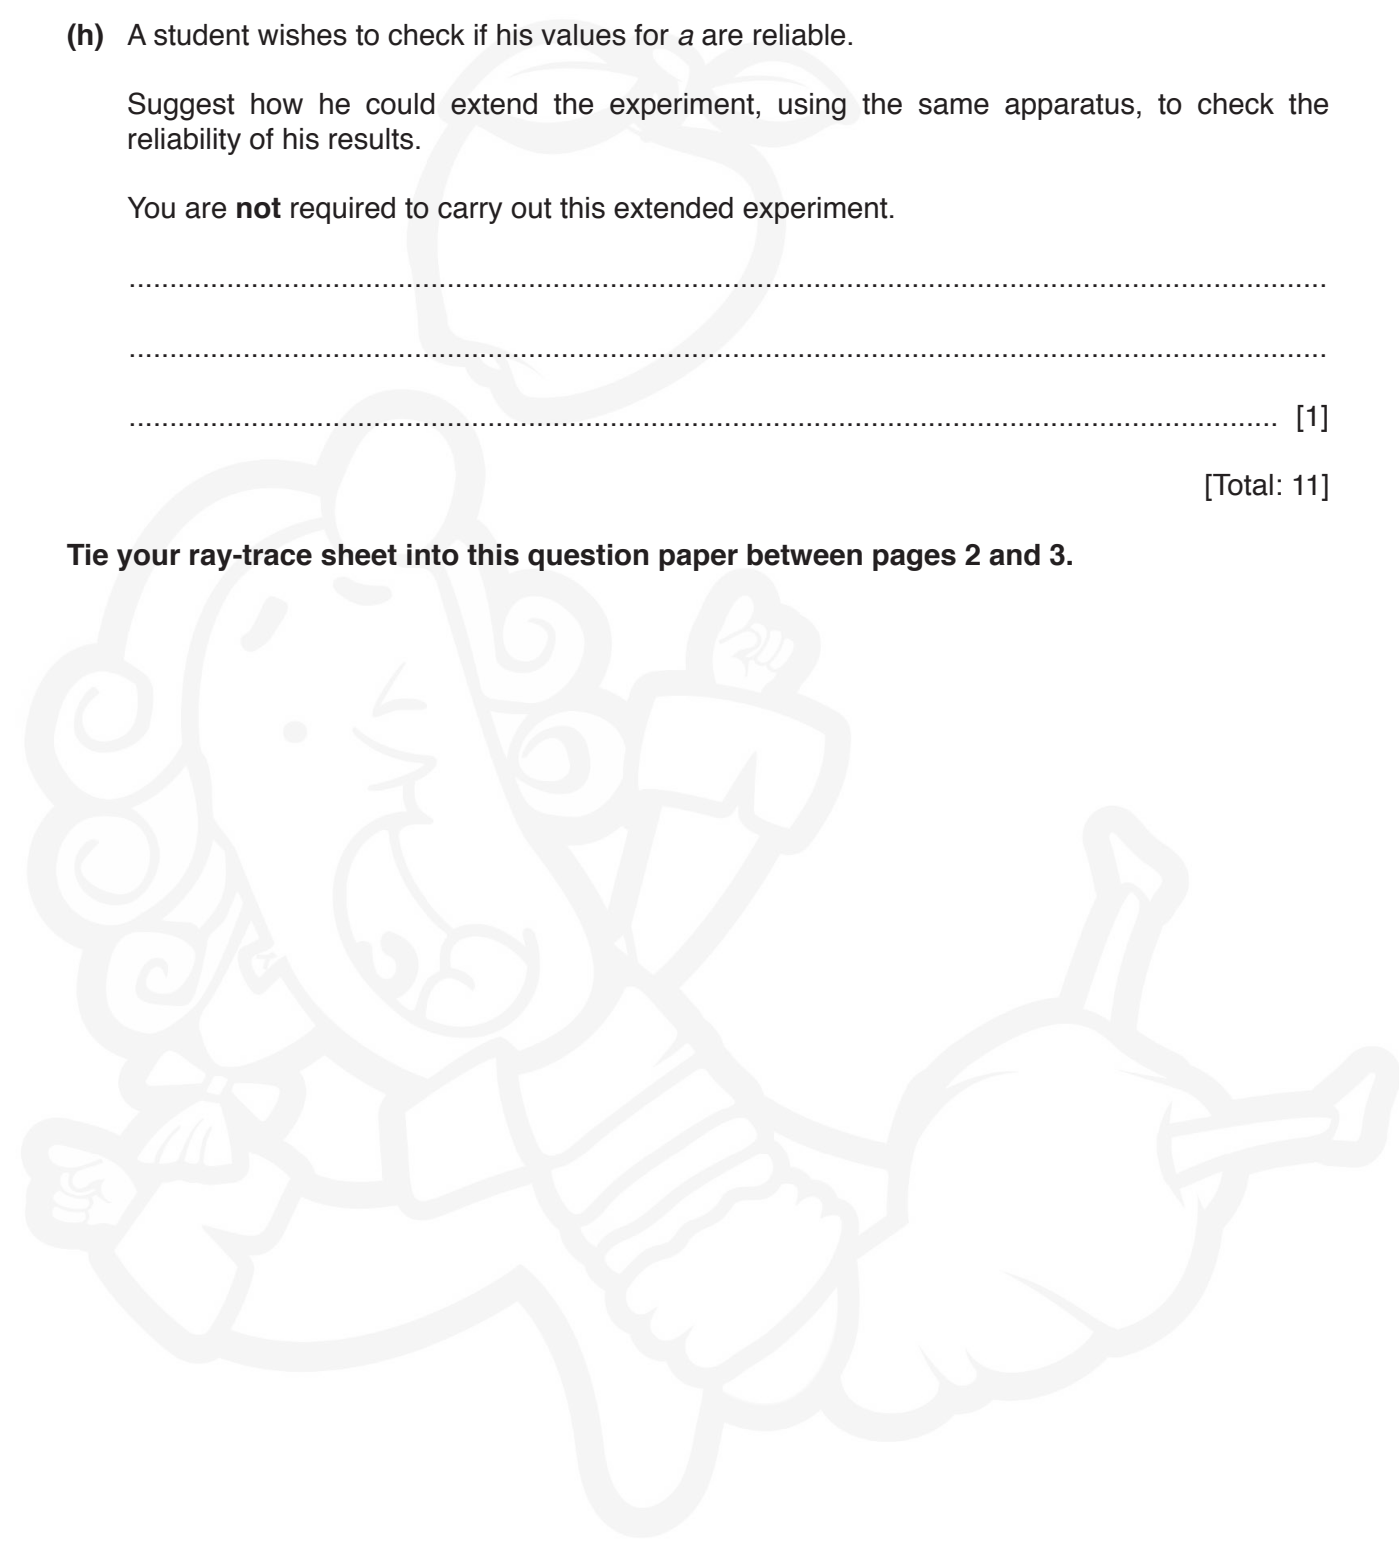 (h) A student wishes to check if his values for a are reliable.
Suggest how he could extend the experiment, using the same apparatus, to check the
reliability of his results.
You are not required to carry out this extended experiment.
..........................................................................................................................................................
..........................................................................................................................................................
.................................................................................................................................................... [1]
[Total: 11]
Tie your ray-trace sheet into this question paper between pages 2 and 3.